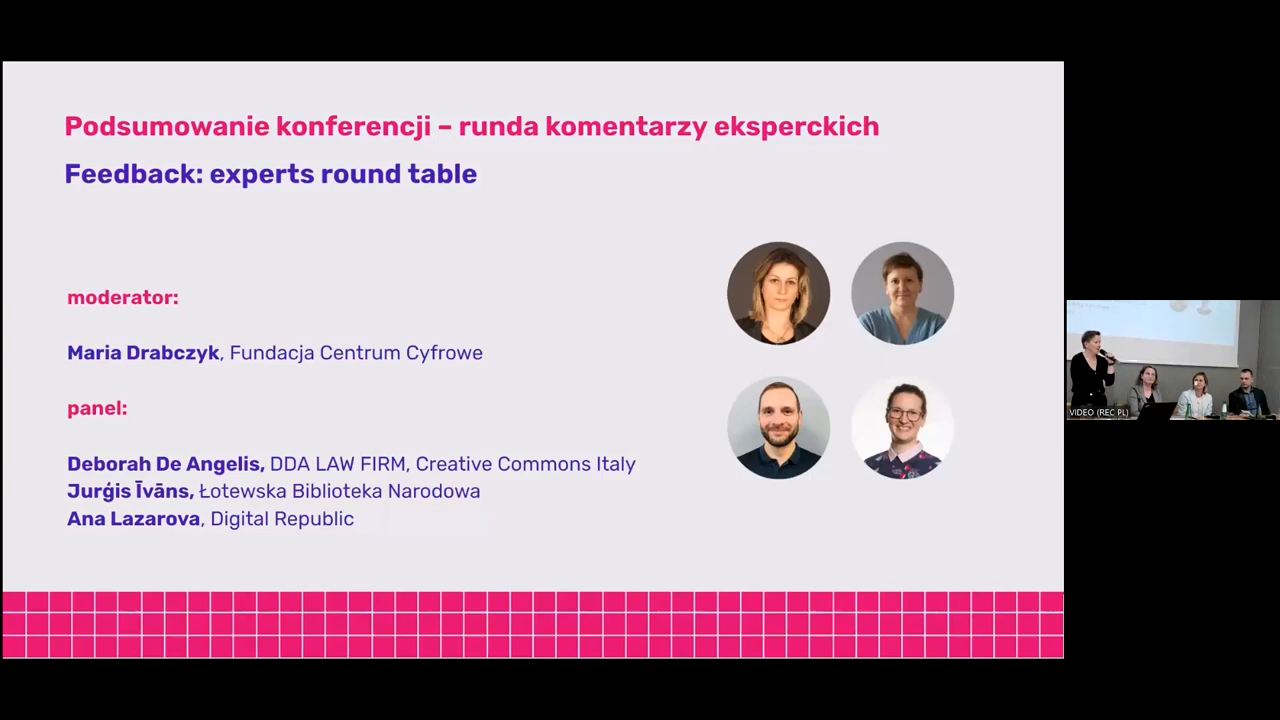 Podsumowanie konferencji – runda komentarzy eksperckich
Feedback: experts round table
moderator:
Maria Drabczyk, Fundacja Centrum Cyfrowe
panel:
Deborah De Angelis, DDA LAW FIRM, Creative Commons Italy
Jurģis Īvāns, Łotewska Biblioteka Narodowa
Ana Lazarova, Digital Republic
VIDEO (REC PL)